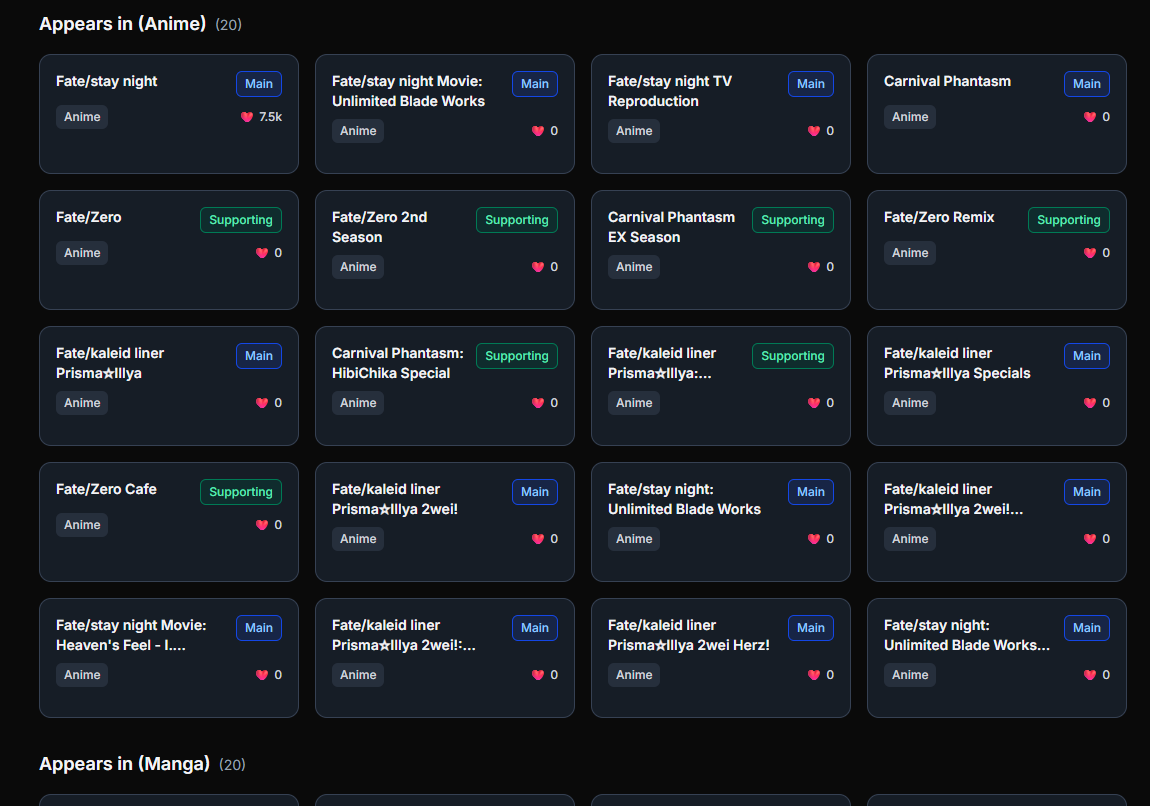 Appears in (Anime) (20)
Fate/stay night
Main
Anime
7.5k
Fate/stay night Movie:
Unlimited Blade Works
Main
Anime
0
Fate/stay night TV
Reproduction
Main
Anime
0
Carnival Phantasm
Main
Anime
0
Fate/Zero
Supporting
Anime
0
Fate/Zero 2nd
Season
Supporting
Anime
0
Carnival Phantasm
EX Season
Supporting
Anime
0
Fate/Zero Remix
Supporting
Anime
0
Fate/kaleid liner
Prisma☆Illya
Main
Anime
0
Carnival Phantasm:
HibiChika Special
Supporting
Anime
0
Fate/kaleid liner
Prisma☆Illya:...
Supporting
Anime
0
Fate/kaleid liner
Prisma☆Illya Specials
Main
Anime
0
Fate/Zero Cafe
Supporting
Anime
0
Fate/kaleid liner
Prisma☆Illya 2wei!
Main
Anime
0
Fate/stay night:
Unlimited Blade Works
Main
Anime
0
Fate/kaleid liner
Prisma☆Illya 2wei!...
Main
Anime
0
Fate/stay night Movie:
Heaven's Feel - I....
Main
Anime
0
Fate/kaleid liner
Prisma☆Illya 2wei!:...
Main
Anime
0
Fate/kaleid liner
Prisma☆Illya 2wei Herz!
Main
Anime
0
Fate/stay night:
Unlimited Blade Works...
Main
Anime
0
Appears in (Manga) (20)